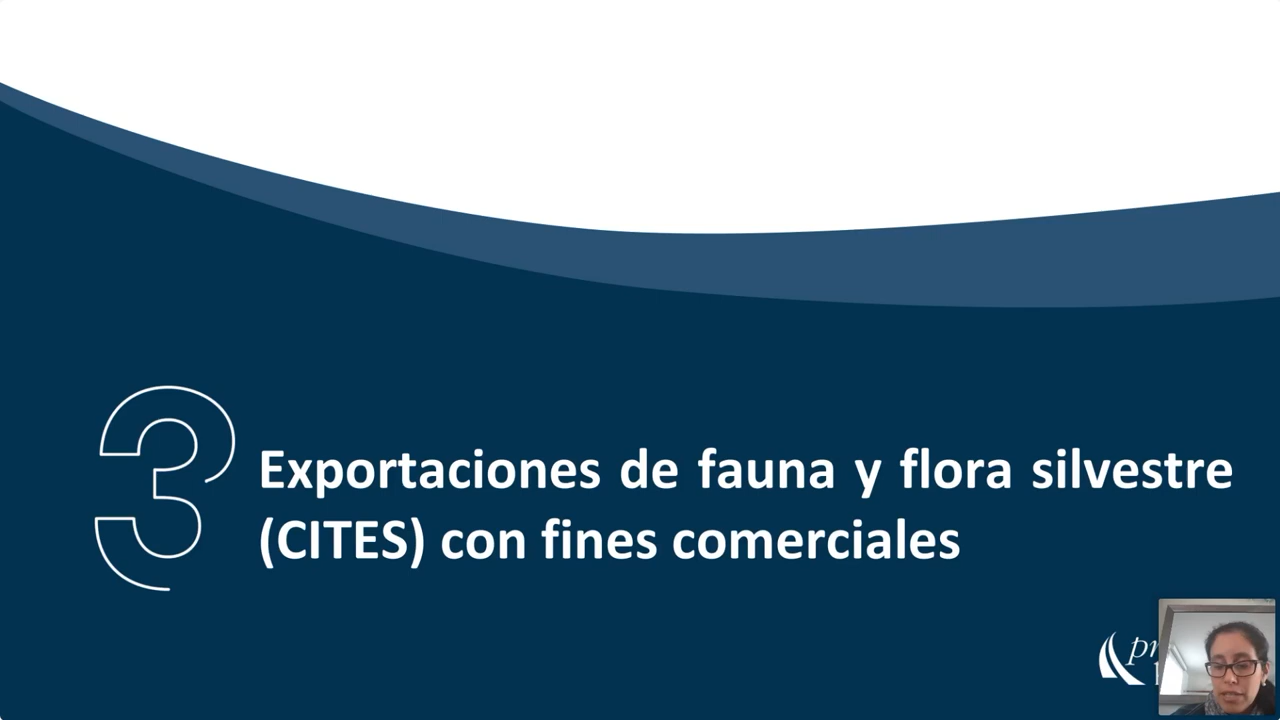 3
Exportaciones de fauna y flora silvestre
(CITES) con fines comerciales